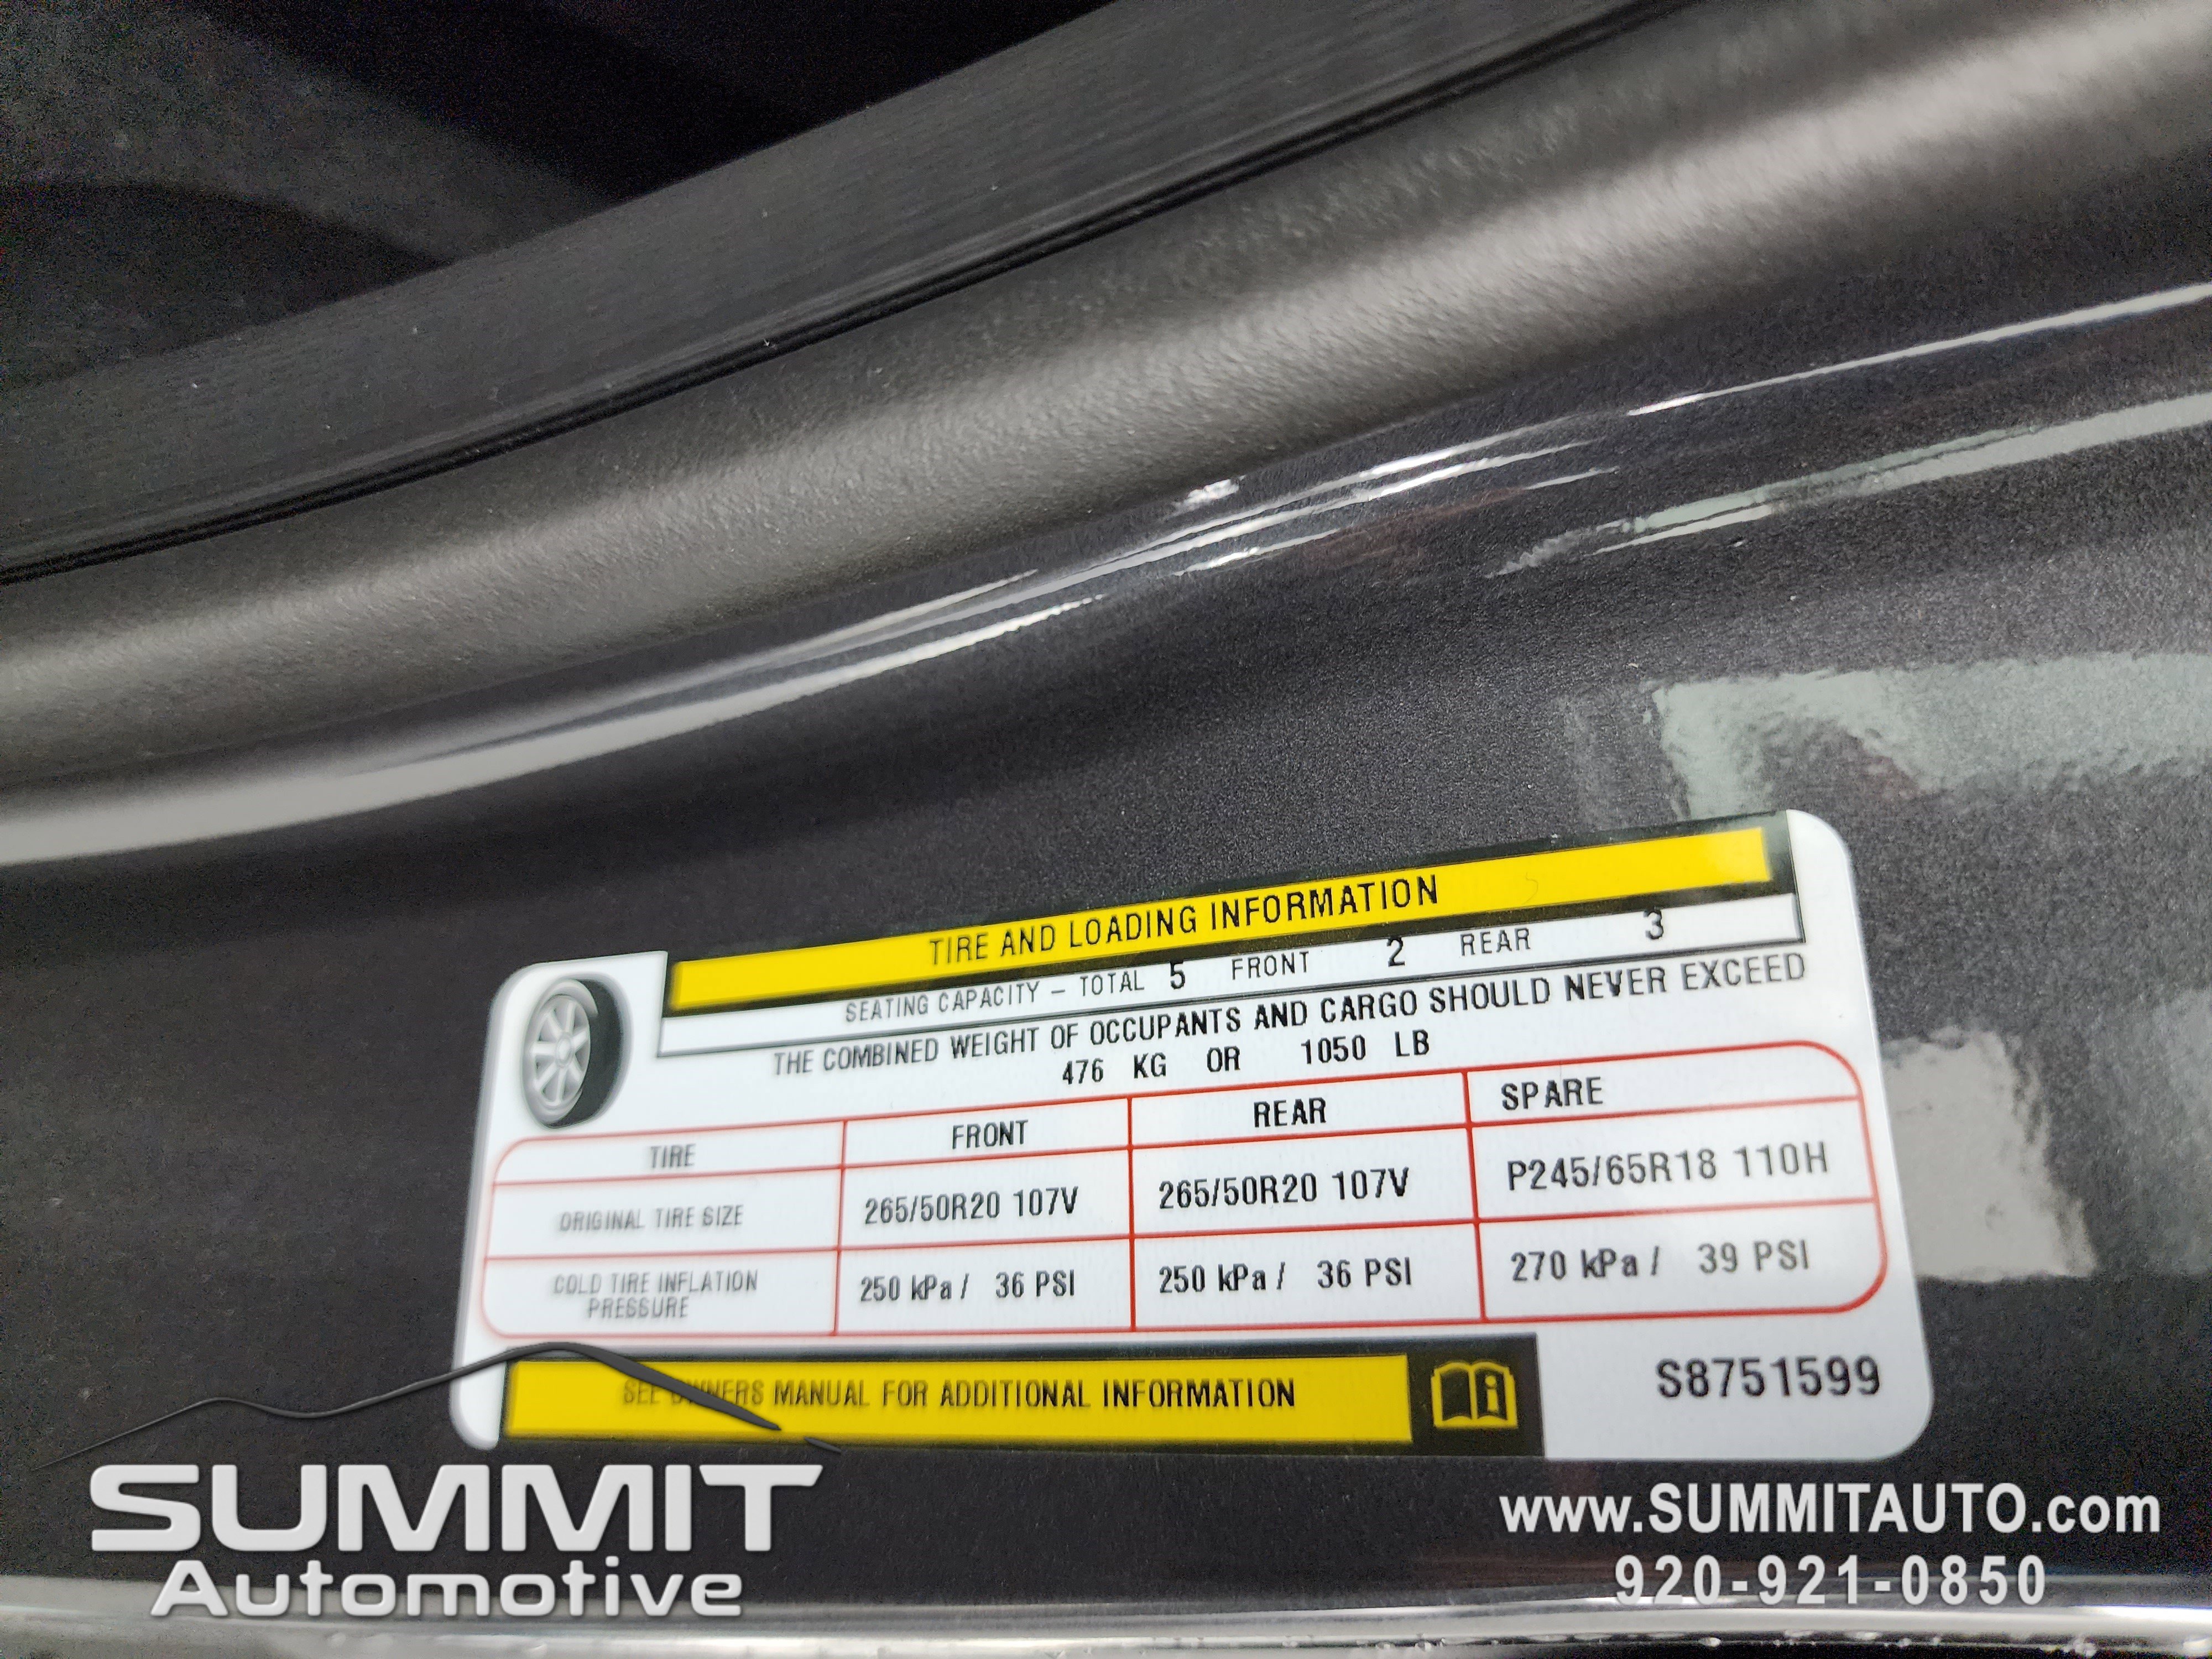 TIRE AND LOADING INFORMATION
SEATING CAPACITY – TOTAL 5 FRONT 2 REAR 3
THE COMBINED WEIGHT OF OCCUPANTS AND CARGO SHOULD NEVER EXCEED
476 KG OR 1050 LB
TIRE FRONT REAR SPARE
ORIGINAL TIRE SIZE 265/50R20 107V 265/50R20 107V P245/65R18 110H
COLD TIRE INFLATION
PRESSURE 250 kPa / 36 PSI 250 kPa / 36 PSI 270 kPa / 39 PSI
SEE OWNERS MANUAL FOR ADDITIONAL INFORMATION
S8751599
SUMMIT
Automotive
www.SUMMITAUTO.com
920-921-0850